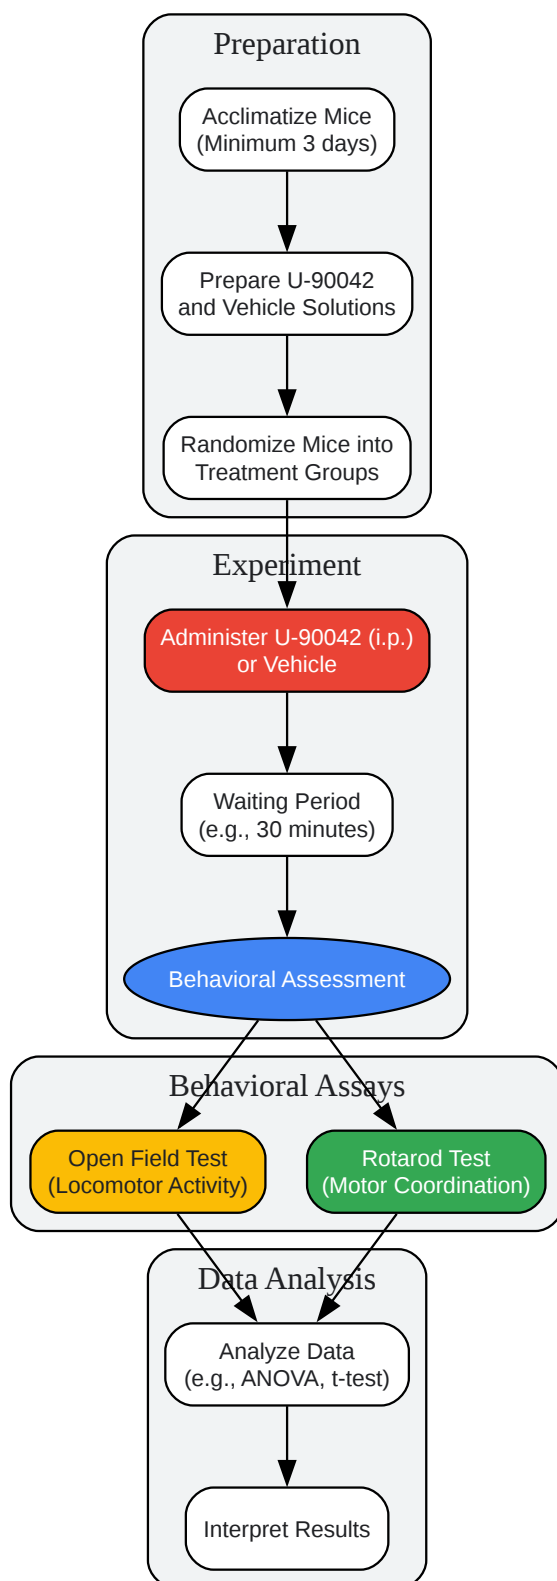 Preparation
Acclimatize Mice
(Minimum 3 days)
Prepare U-90042
and Vehicle Solutions
Randomize Mice into
Treatment Groups
Experiment
Administer U-90042 (i.p.)
or Vehicle
Waiting Period
(e.g., 30 minutes)
Behavioral Assessment
Behavioral Assays
Open Field Test
(Locomotor Activity)
Rotarod Test
(Motor Coordination)
Data Analysis
Analyze Data
(e.g., ANOVA, t-test)
Interpret Results